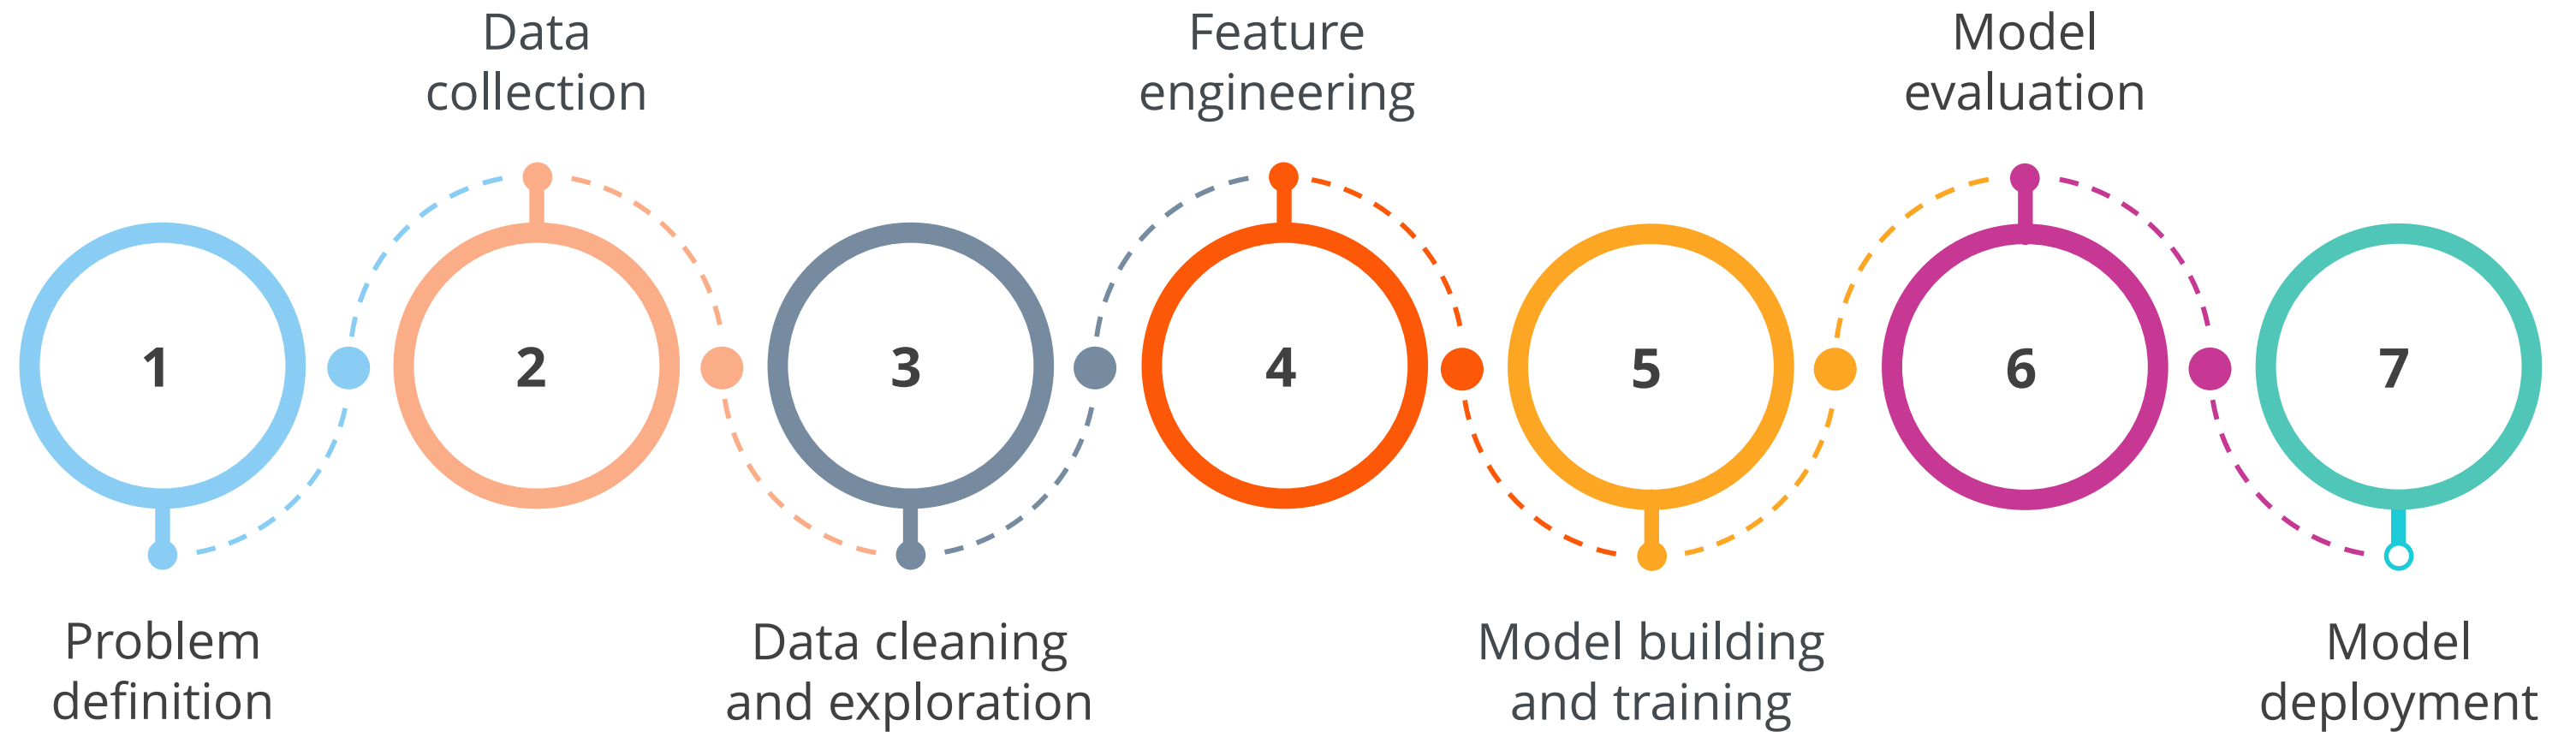 1
Problem
definition
2
Data
collection
3
Data cleaning
and exploration
4
Feature
engineering
5
Model building
and training
6
Model
evaluation
7
Model
deployment